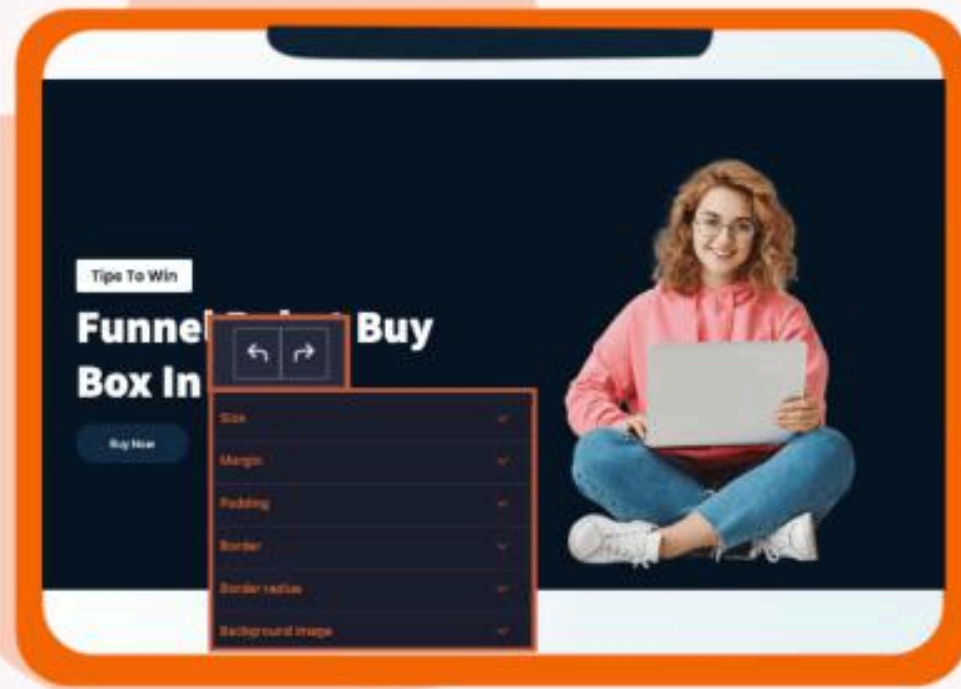 Tips To Win
Funnel Buy
Box In
Buy Now
Size
Margin
Padding
Border
Border radius
Background image